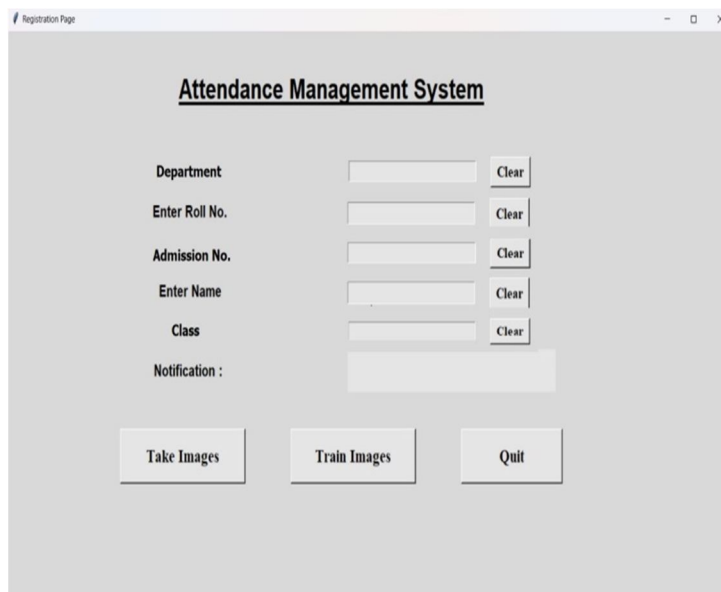 Registration Page
Attendance Management System
Department Clear
Enter Roll No. Clear
Admission No. Clear
Enter Name Clear
Class Clear
Notification :
Take Images Train Images Quit